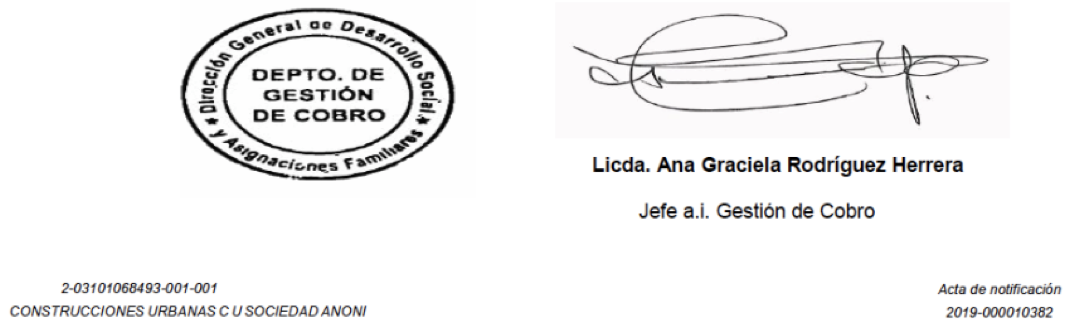 Dirección General de Desarrollo Social
y Asignaciones Familiares
DEPTO. DE
GESTIÓN
DE COBRO
Licda. Ana Graciela Rodríguez Herrera
Jefe a.i. Gestión de Cobro
2-03101068493-001-001
CONSTRUCCIONES URBANAS C U SOCIEDAD ANONI
Acta de notificación
2019-000010382